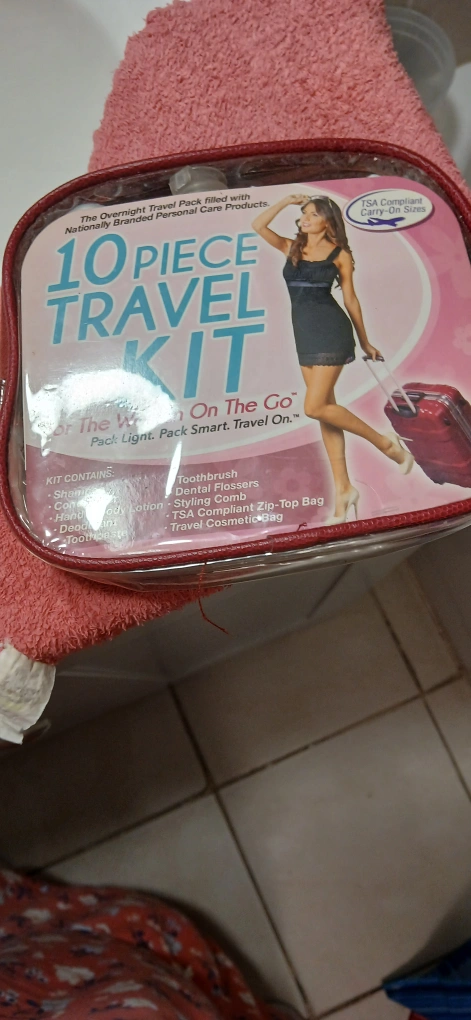 The Overnight Travel Pack filled with
Nationally Branded Personal Care Products.
TSA Compliant
Carry-On Sizes
10 PIECE
TRAVEL
KIT
The On The Go™
Pack Light. Pack Smart. Travel On.™
KIT CONTAINS:
· Lotion
· Toothpaste
· Toothbrush
· Dental Flossers
· Styling Comb
· TSA Compliant Zip-Top Bag
· Travel Cosmetic Bag